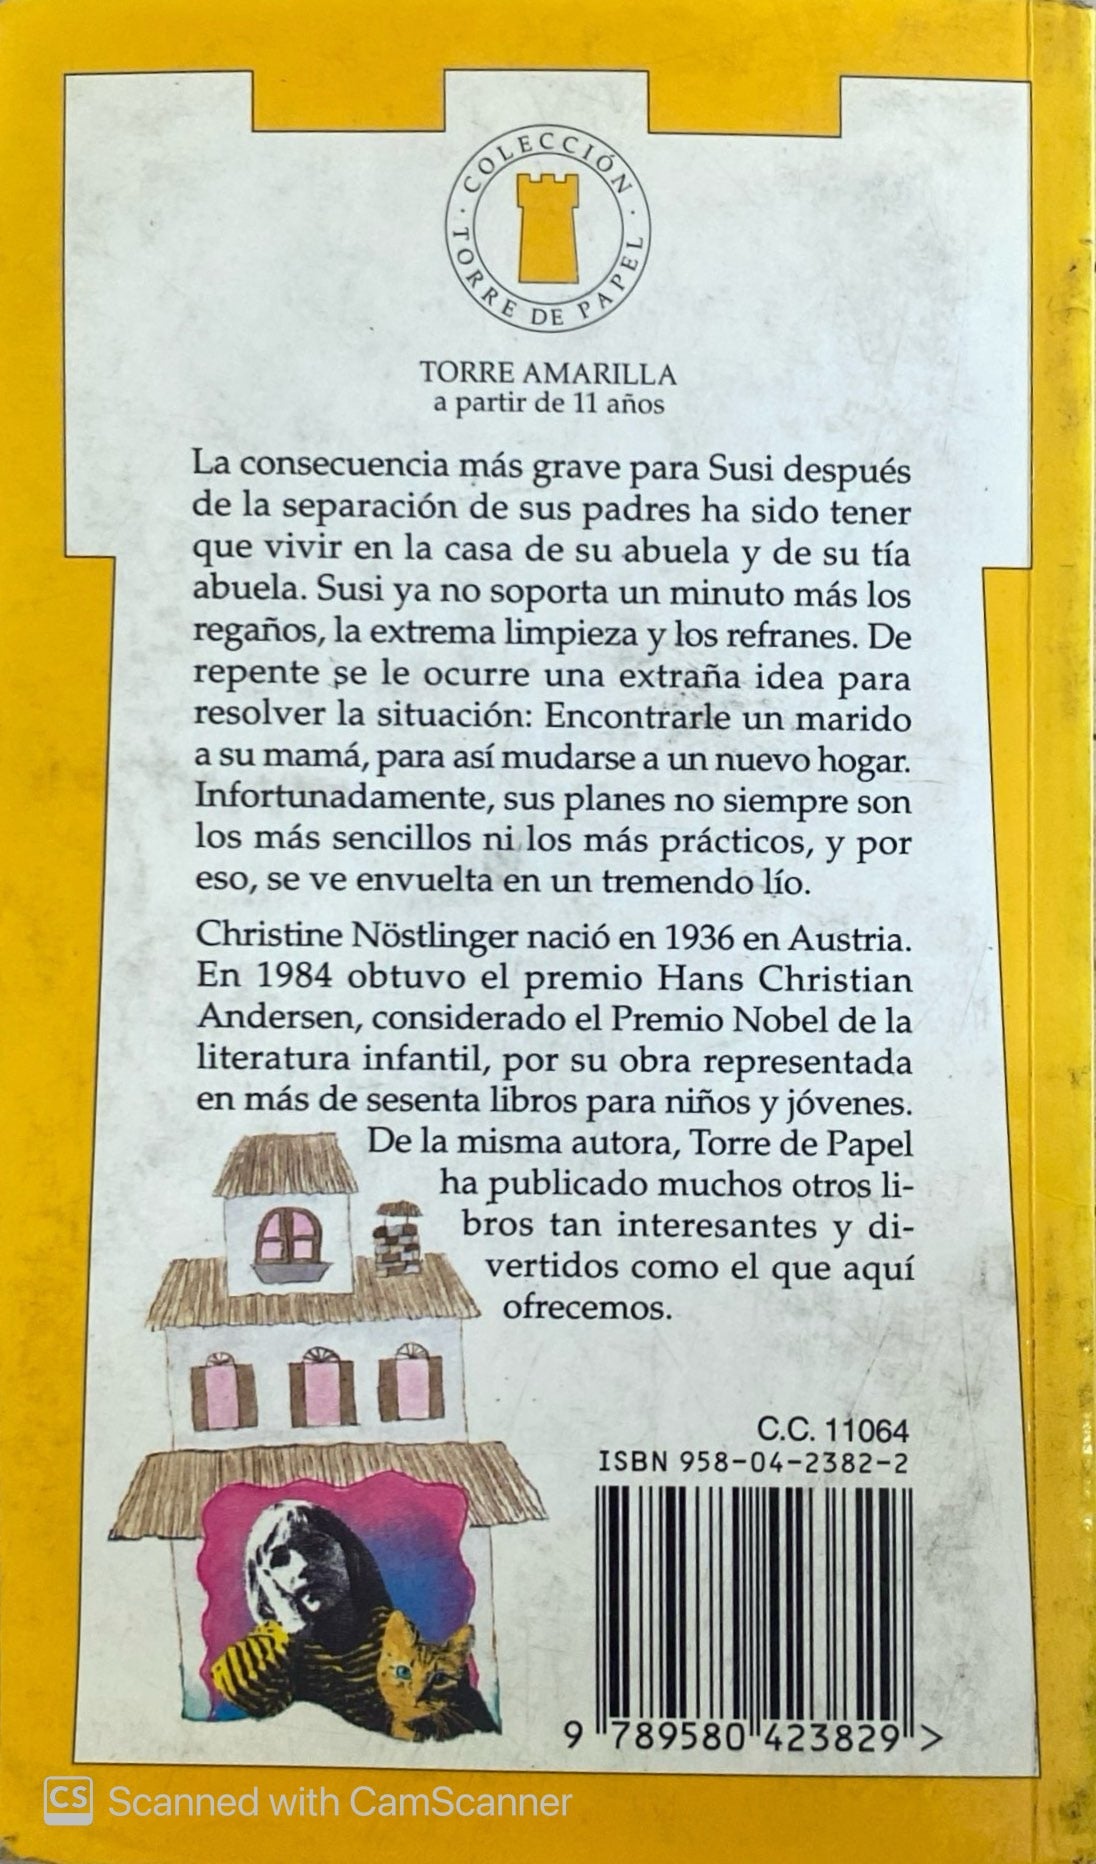 · COLECCIÓN ·
TORRE DE PAPEL
TORRE AMARILLA
a partir de 11 años
La consecuencia más grave para Susi después
de la separación de sus padres ha sido tener
que vivir en la casa de su abuela y de su tía
abuela. Susi ya no soporta un minuto más los
regaños, la extrema limpieza y los refranes. De
repente se le ocurre una extraña idea para
resolver la situación: Encontrarle un marido
a su mamá, para así mudarse a un nuevo hogar.
Infortunadamente, sus planes no siempre son
los más sencillos ni los más prácticos, y por
eso, se ve envuelta en un tremendo lío.
Christine Nöstlinger nació en 1936 en Austria.
En 1984 obtuvo el premio Hans Christian
Andersen, considerado el Premio Nobel de la
literatura infantil, por su obra representada
en más de sesenta libros para niños y jóvenes.
De la misma autora, Torre de Papel
ha publicado muchos otros li-
bros tan interesantes y di-
vertidos como el que aquí
ofrecemos.
C.C. 11064
ISBN 958-04-2382-2
9 789580 423829 >
CS Scanned with CamScanner